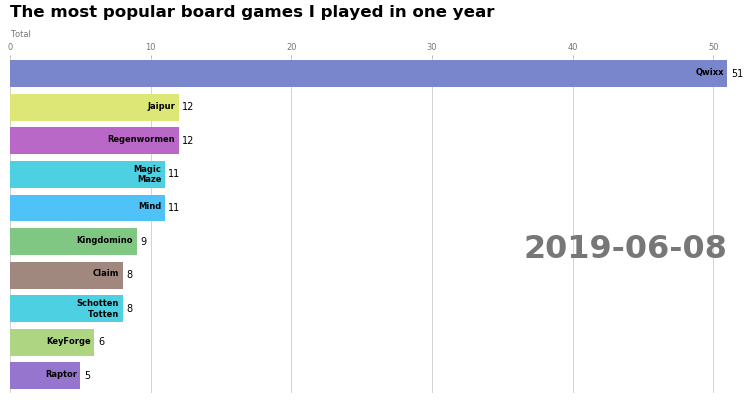 The most popular board games I played in one year
Total
0 10 20 30 40 50
Qwixx 51
Jaipur 12
Regenwormen 12
Magic
Maze 11
Mind 11
Kingdomino 9
2019-06-08
Claim 8
Schotten
Totten 8
KeyForge 6
Raptor 5